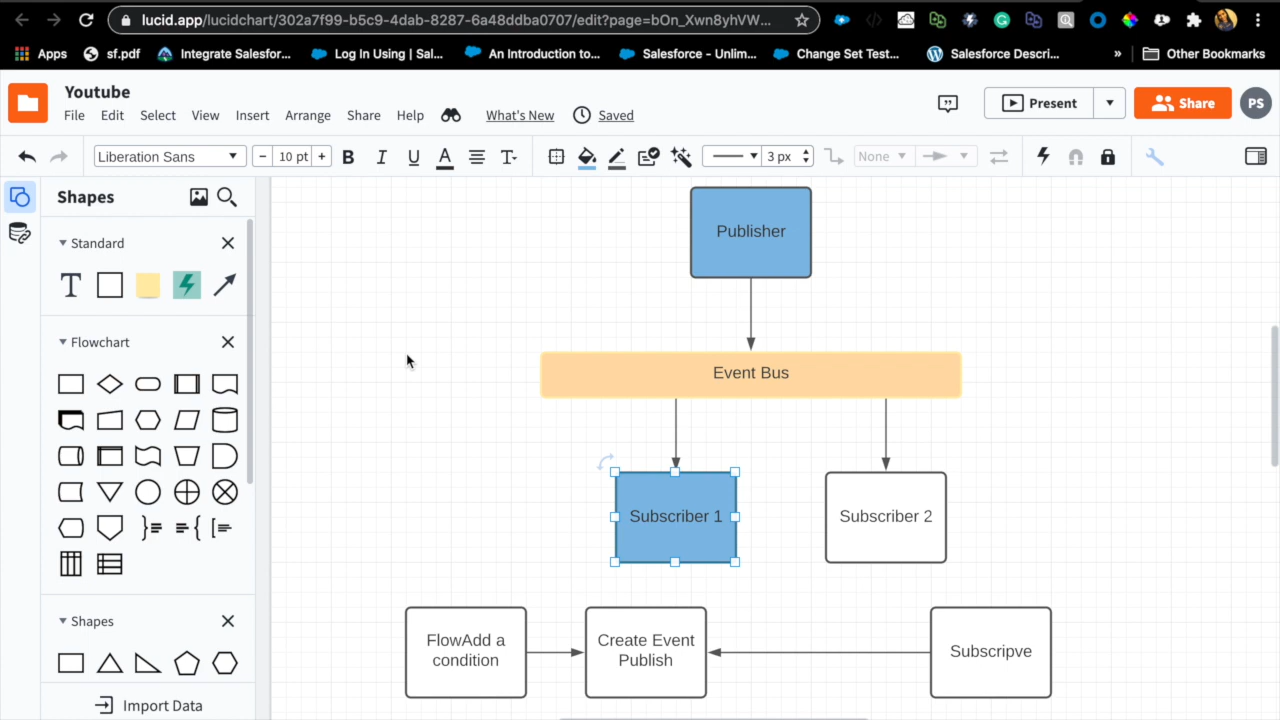 lucid.app/lucidchart/302a7f99-b5c9-4dab-8287-6a48ddba0707/edit?page=bOn_Xwn8yhVW...
Apps
sf.pdf
Integrate Salesfor...
Log In Using | Sal...
An Introduction to...
Salesforce - Unlim...
Change Set Test...
Salesforce Descri...
»
Other Bookmarks
Youtube
File Edit Select View Insert Arrange Share Help What's New Saved
Present
Share
PS
Liberation Sans
− 10 pt +
B I U A T
3 px
None
Shapes
Standard
T
Flowchart
Shapes
Import Data
Publisher
Event Bus
Subscriber 1
Subscriber 2
FlowAdd a
condition
Create Event
Publish
Subscripve